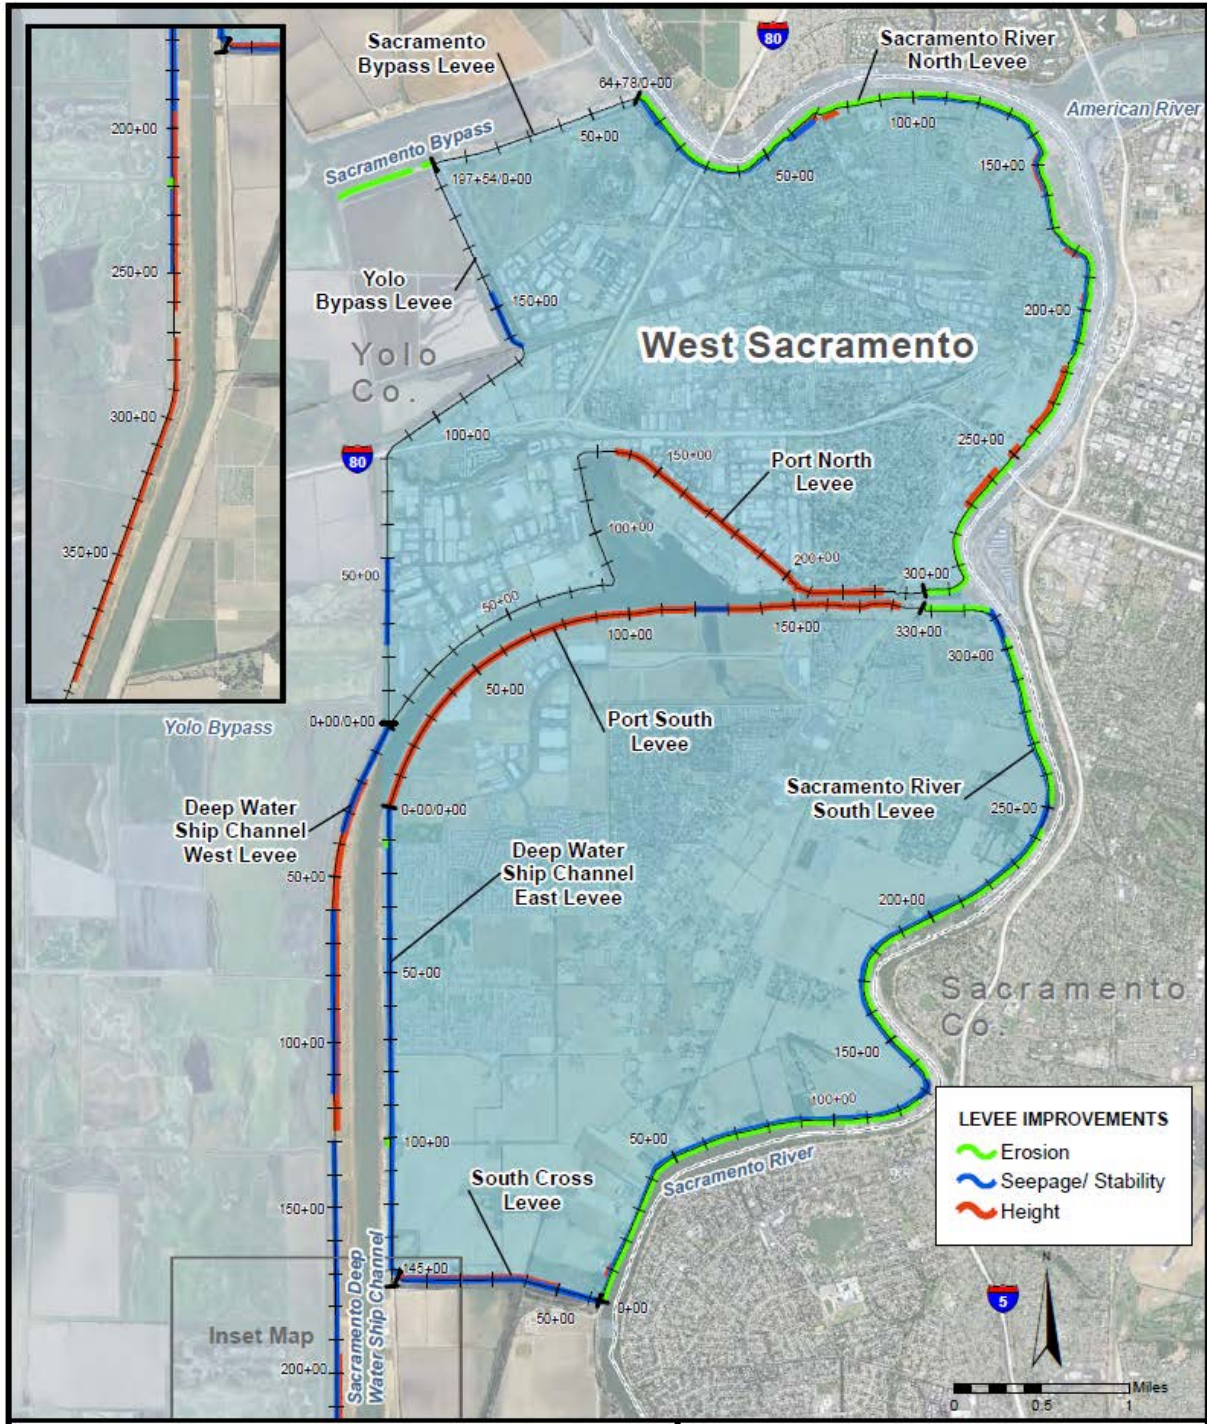 Sacramento
Bypass Levee
80
Sacramento River
North Levee
64+78/0+00
American River
200+00
Sacramento Bypass
50+00
100+00
150+00
50+00
197+54/0+00
250+00
Yolo
Bypass Levee
150+00
200+00
West Sacramento
Yolo
Co.
300+00
100+00
250+00
80
150+00
Port North
Levee
350+00
100+00
200+00
50+00
300+00
50+00
100+00
150+00
330+00
300+00
50+00
Yolo Bypass
0+00/0+00
Port South
Levee
Deep Water
Ship Channel
West Levee
0+00/0+00
Sacramento River
South Levee
250+00
Deep Water
Ship Channel
East Levee
50+00
200+00
50+00
Sacramento
Co.
100+00
150+00
100+00
50+00
100+00
Sacramento River
South Cross
Levee
150+00
145+00
50+00
0+00
Sacramento Deep
Water Ship Channel
Inset Map
200+00
LEVEE IMPROVEMENTS
Erosion
Seepage/ Stability
Height
N
5
Miles
0 0.5 1